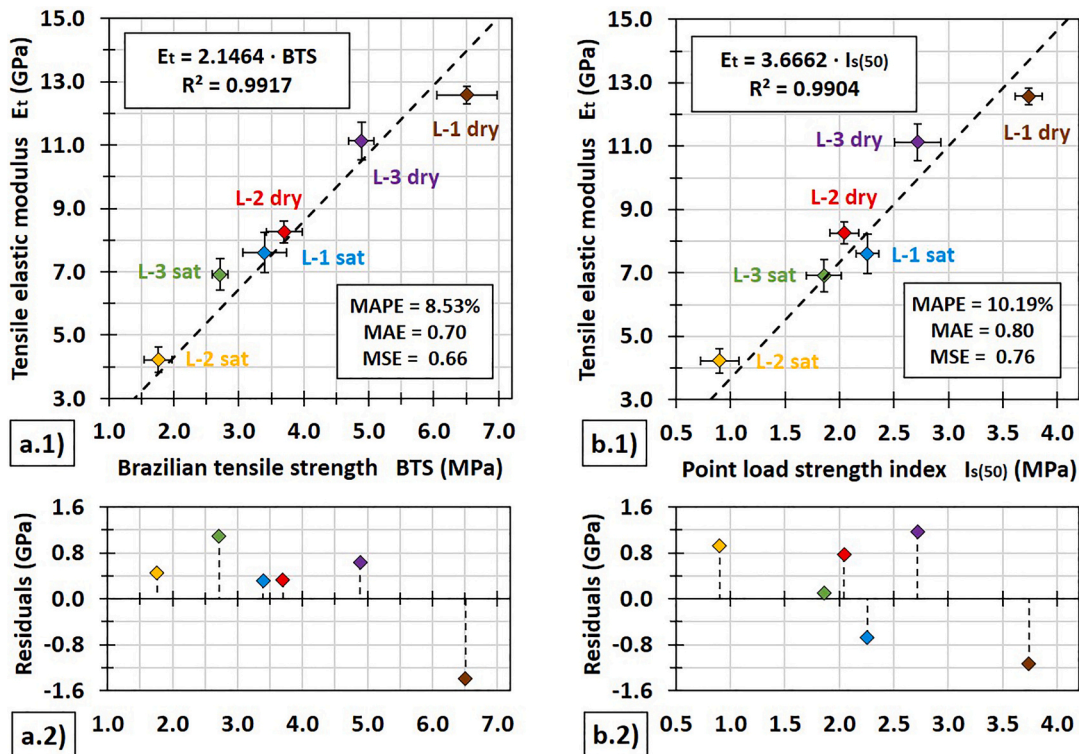 15.0
13.0
11.0
9.0
7.0
5.0
3.0
Tensile elastic modulus Et (GPa)
Et = 2.1464 · BTS
R² = 0.9917
L-1 dry
L-3 dry
L-2 dry
L-1 sat
L-3 sat
L-2 sat
MAPE = 8.53%
MAE = 0.70
MSE = 0.66
1.0 2.0 3.0 4.0 5.0 6.0 7.0
a.1)
Brazilian tensile strength BTS (MPa)
15.0
13.0
11.0
9.0
7.0
5.0
3.0
Tensile elastic modulus Et (GPa)
Et = 3.6662 · Is(50)
R² = 0.9904
L-1 dry
L-3 dry
L-2 dry
L-1 sat
L-3 sat
L-2 sat
MAPE = 10.19%
MAE = 0.80
MSE = 0.76
0.5 1.0 1.5 2.0 2.5 3.0 3.5 4.0
b.1)
Point load strength index Is(50) (MPa)
1.6
0.8
0.0
-0.8
-1.6
Residuals (GPa)
1.0 2.0 3.0 4.0 5.0 6.0 7.0
a.2)
1.6
0.8
0.0
-0.8
-1.6
Residuals (GPa)
0.5 1.0 1.5 2.0 2.5 3.0 3.5 4.0
b.2)